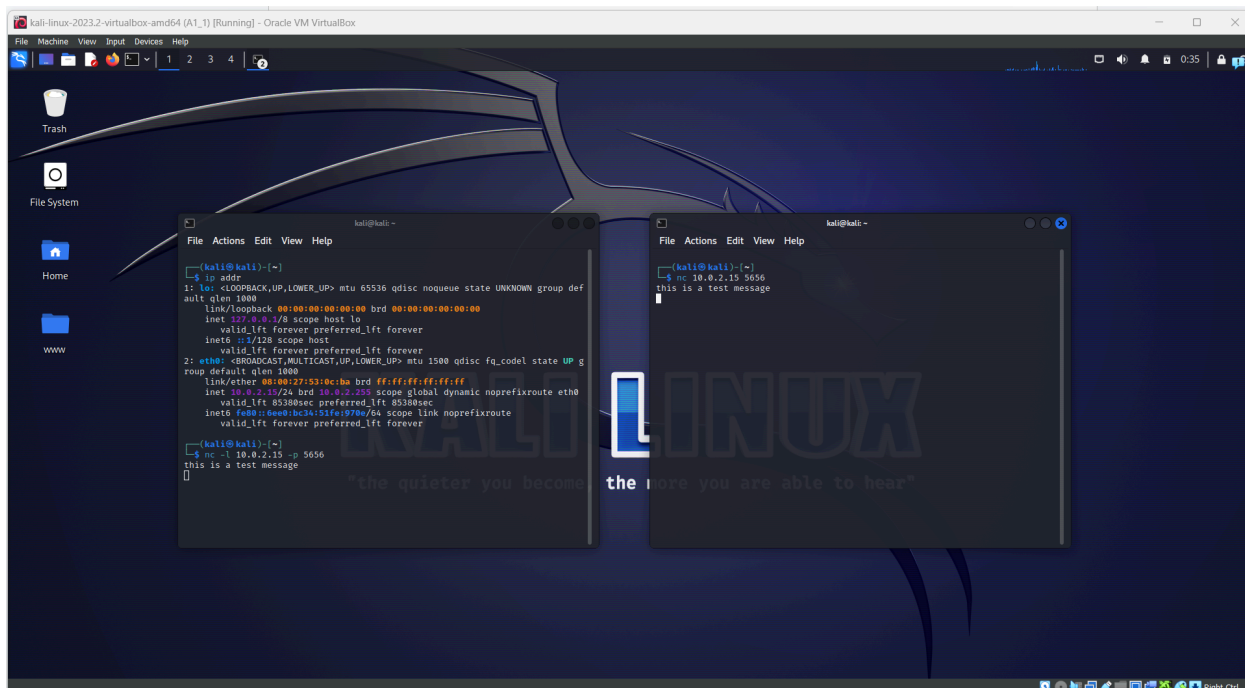 kali-linux-2023.2-virtualbox-amd64 (A1_1) [Running] - Oracle VM VirtualBox
File Machine View Input Devices Help
1 2 3 4 2 0:35
Trash
File System
Home
www
kali@kali: ~
File Actions Edit View Help
┌──(kali㉿kali)-[~]
└─$ ip addr
1: lo: <LOOPBACK,UP,LOWER_UP> mtu 65536 qdisc noqueue state UNKNOWN group def
ault qlen 1000
link/loopback 00:00:00:00:00:00 brd 00:00:00:00:00:00
inet 127.0.0.1/8 scope host lo
valid_lft forever preferred_lft forever
inet6 ::1/128 scope host
valid_lft forever preferred_lft forever
2: eth0: <BROADCAST,MULTICAST,UP,LOWER_UP> mtu 1500 qdisc fq_codel state UP g
roup default qlen 1000
link/ether 08:00:27:53:0c:ba brd ff:ff:ff:ff:ff:ff
inet 10.0.2.15/24 brd 10.0.2.255 scope global dynamic noprefixroute eth0
valid_lft 85380sec preferred_lft 85380sec
inet6 fe80::6ee0:bc34:51fe:970e/64 scope link noprefixroute
valid_lft forever preferred_lft forever
┌──(kali㉿kali)-[~]
└─$ nc -l 10.0.2.15 -p 5656
this is a test message
kali@kali: ~
File Actions Edit View Help
┌──(kali㉿kali)-[~]
└─$ nc 10.0.2.15 5656
this is a test message
KALI LINUX
"the quieter you become, the more you are able to hear"
Right Ctrl